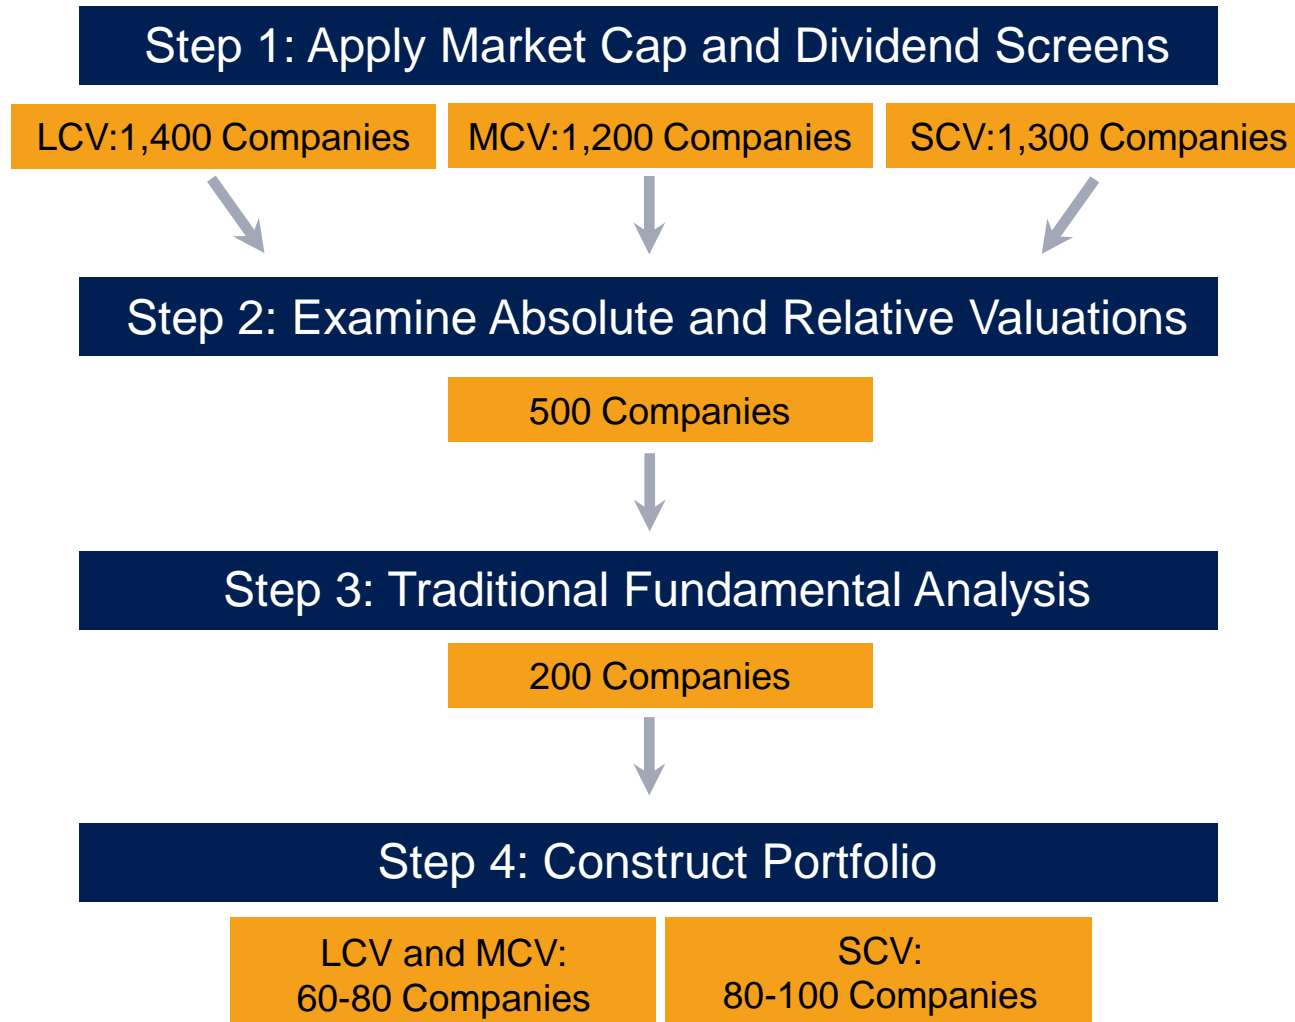 Step 1: Apply Market Cap and Dividend Screens
LCV:1,400 Companies
MCV:1,200 Companies
SCV:1,300 Companies
Step 2: Examine Absolute and Relative Valuations
500 Companies
Step 3: Traditional Fundamental Analysis
200 Companies
Step 4: Construct Portfolio
LCV and MCV:
60-80 Companies
SCV:
80-100 Companies